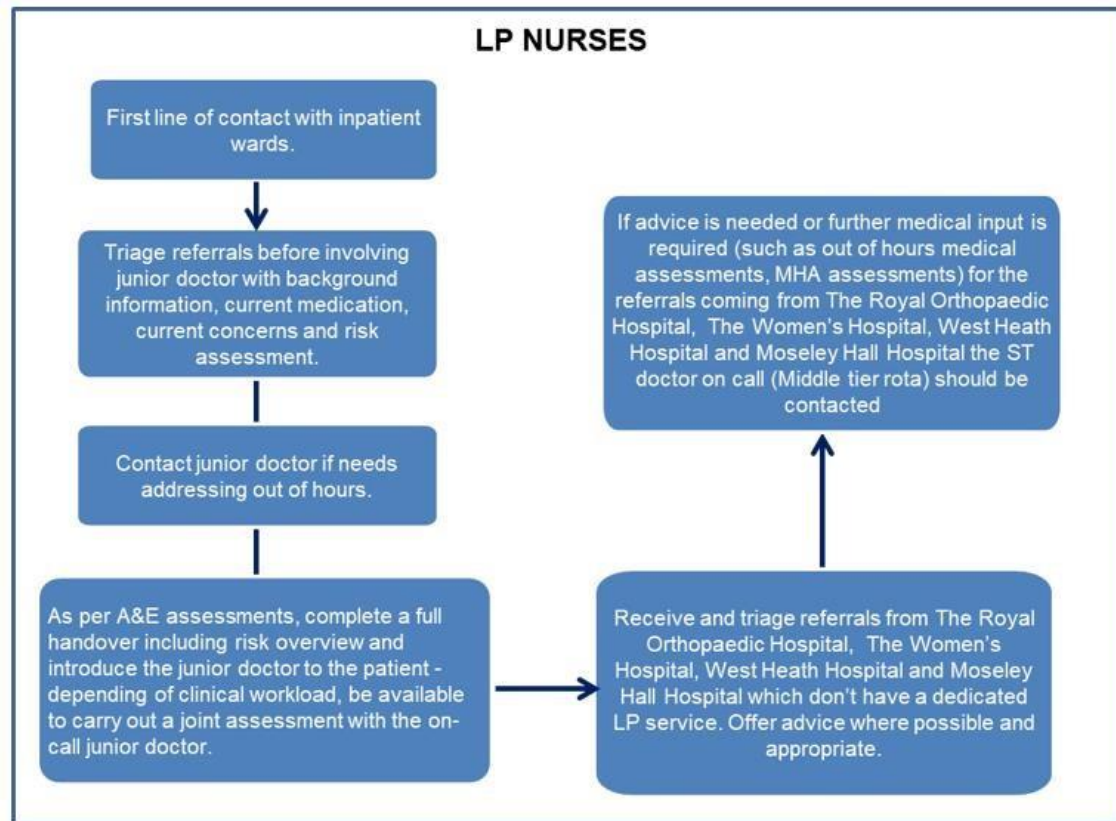 LP NURSES
First line of contact with inpatient
wards.
Triage referrals before involving
junior doctor with background
information, current medication,
current concerns and risk
assessment.
Contact junior doctor if needs
addressing out of hours.
As per A&E assessments, complete a full
handover including risk overview and
introduce the junior doctor to the patient -
depending of clinical workload, be available
to carry out a joint assessment with the on-
call junior doctor.
Receive and triage referrals from The Royal
Orthopaedic Hospital, The Women's
Hospital, West Heath Hospital and Moseley
Hall Hospital which don't have a dedicated
LP service. Offer advice where possible and
appropriate.
If advice is needed or further medical input is
required (such as out of hours medical
assessments, MHA assessments) for the
referrals coming from The Royal Orthopaedic
Hospital, The Women's Hospital, West Heath
Hospital and Moseley Hall Hospital the ST
doctor on call (Middle tier rota) should be
contacted